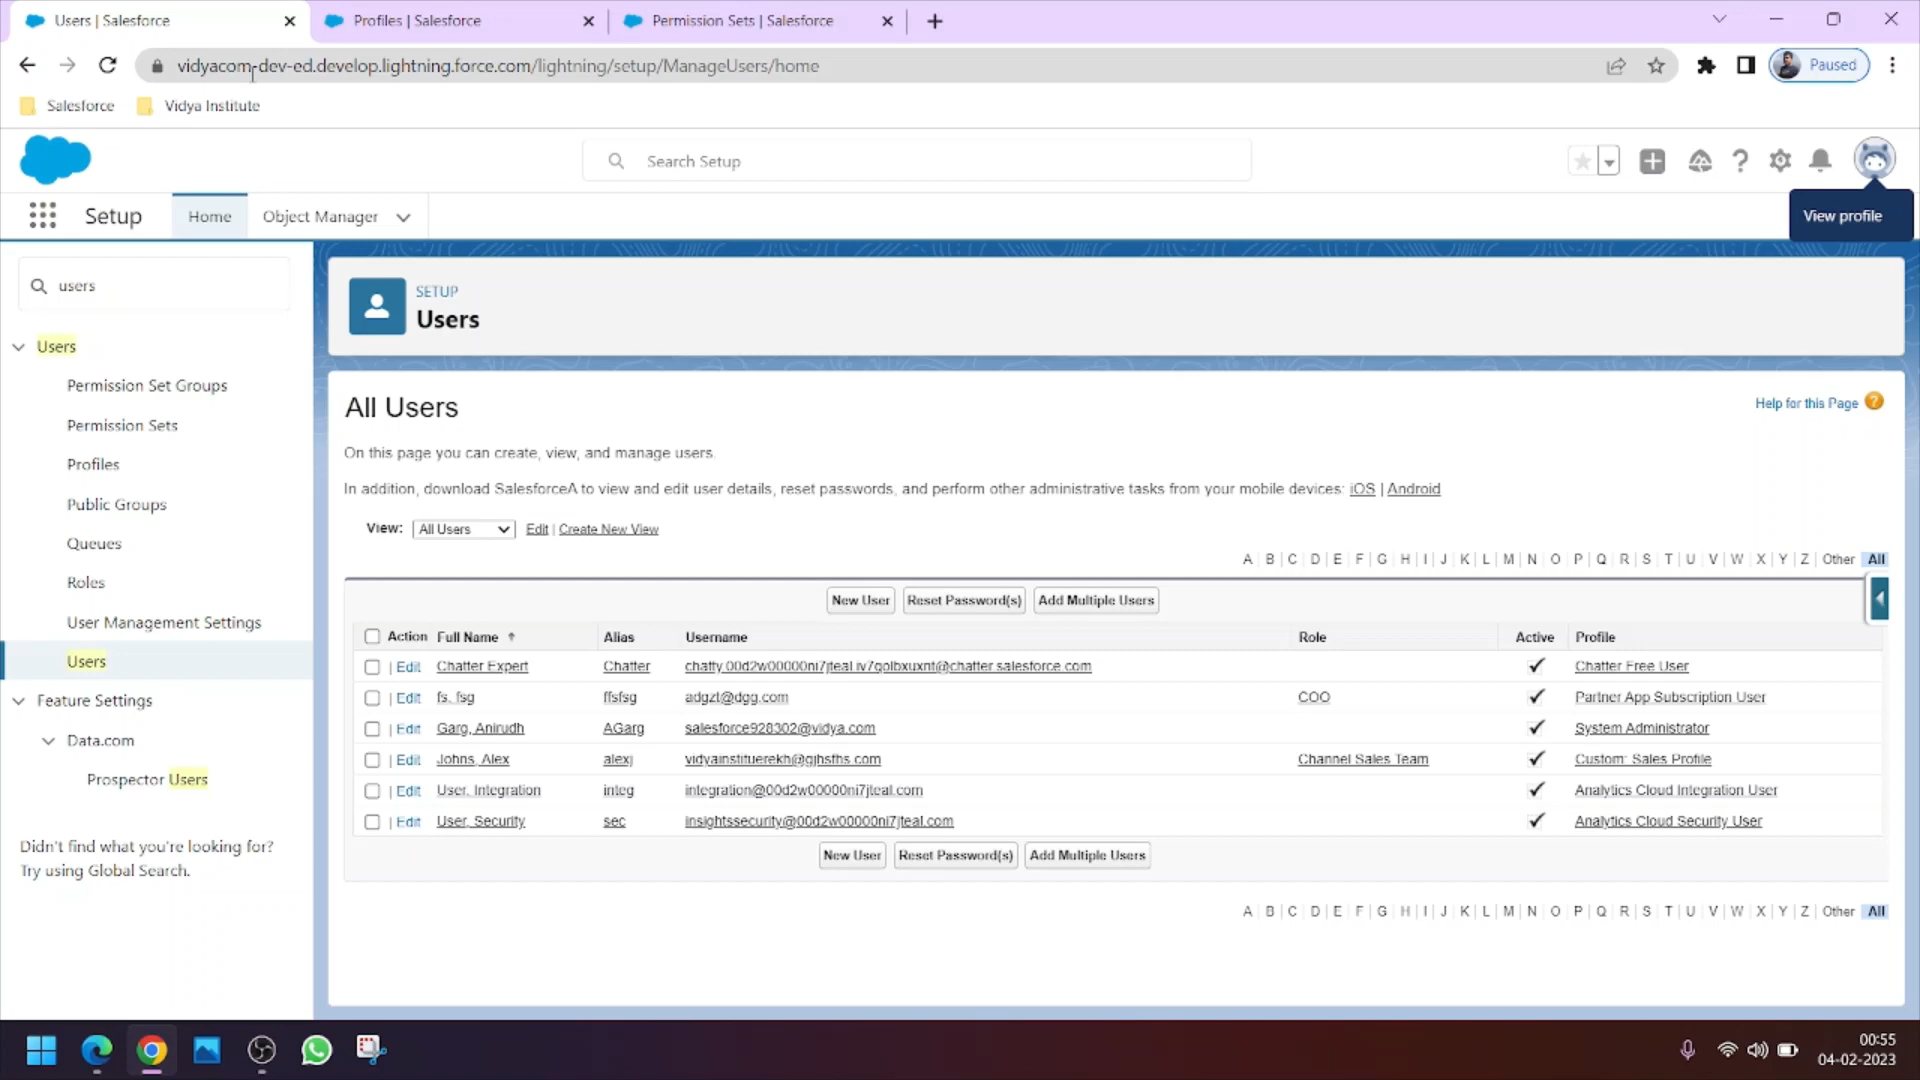 Users | Salesforce
Profiles | Salesforce
Permission Sets | Salesforce
vidyacom-dev-ed.develop.lightning.force.com/lightning/setup/ManageUsers/home
Paused
Salesforce
Vidya Institute
Search Setup
Setup
Home
Object Manager
View profile
users
SETUP
Users
Users
Permission Set Groups
Permission Sets
Profiles
Public Groups
Queues
Roles
User Management Settings
Users
Feature Settings
Data.com
Prospector Users
Didn't find what you're looking for?
Try using Global Search.
All Users
Help for this Page
On this page you can create, view, and manage users.
In addition, download SalesforceA to view and edit user details, reset passwords, and perform other administrative tasks from your mobile devices: iOS | Android
View: All Users Edit | Create New View
A | B | C | D | E | F | G | H | I | J | K | L | M | N | O | P | Q | R | S | T | U | V | W | X | Y | Z | Other All
New User Reset Password(s) Add Multiple Users
Action Full Name Alias Username Role Active Profile
| Edit Chatter Expert Chatter Chatter Free User
| Edit fs, fsg ffsfsg adgzt@dgg.com COO Partner App Subscription User
| Edit Garg, Anirudh AGarg salesforce928302@vidya.com System Administrator
| Edit Johns, Alex alexj vidyainstituerekh@gjhsfhs.com Channel Sales Team Custom: Sales Profile
| Edit User, Integration integ integration@00d2w00000ni7jteal.com Analytics Cloud Integration User
| Edit User, Security sec insightssecurity@00d2w00000ni7jteal.com Analytics Cloud Security User
New User Reset Password(s) Add Multiple Users
A | B | C | D | E | F | G | H | I | J | K | L | M | N | O | P | Q | R | S | T | U | V | W | X | Y | Z | Other All
00:55
04-02-2023